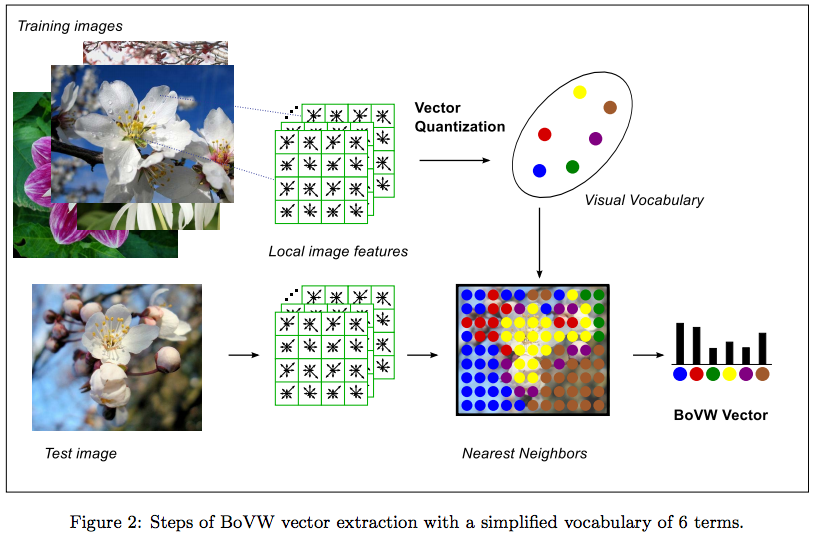 Training images
Vector
Quantization
Visual Vocabulary
Local image features
Test image
Nearest Neighbors
BoVW Vector
Figure 2: Steps of BoVW vector extraction with a simplified vocabulary of 6 terms.